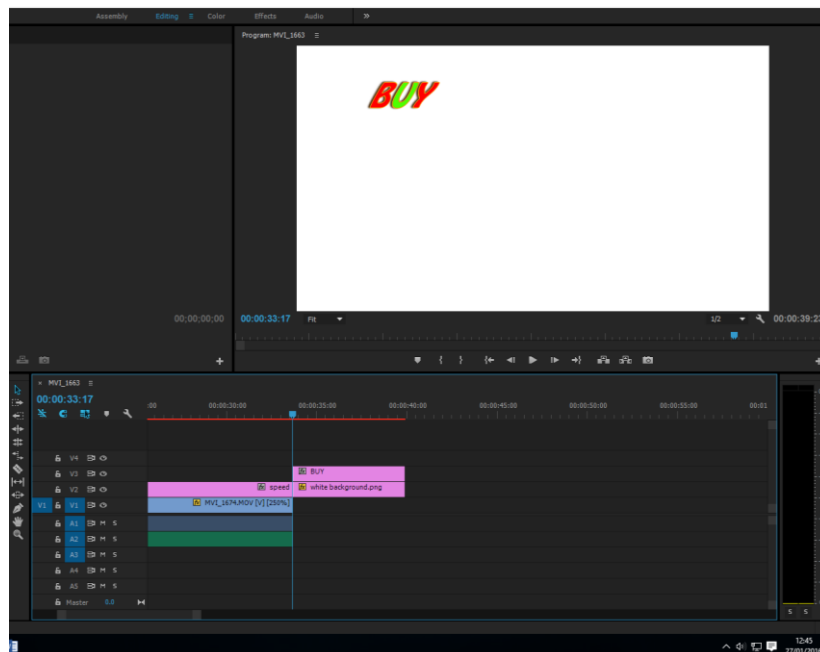 Assembly Editing Color Effects Audio
Program: MVI_1663
BUY
00;00;00;00 00:00:33:17 Fit 1/2 00:00:39:23
× MVI_1663
00:00:33:17
:00 00:00:30:00 00:00:35:00 00:00:40:00 00:00:45:00 00:00:50:00 00:00:55:00 00:01
V4
V3 BUY
V2 speed white background.png
V1 V1 MVI_1674.MOV [V] [250%]
A1 M S
A2 M S
A3 M S
A4 M S
A5 M S
Master 0.0
S S
12:45